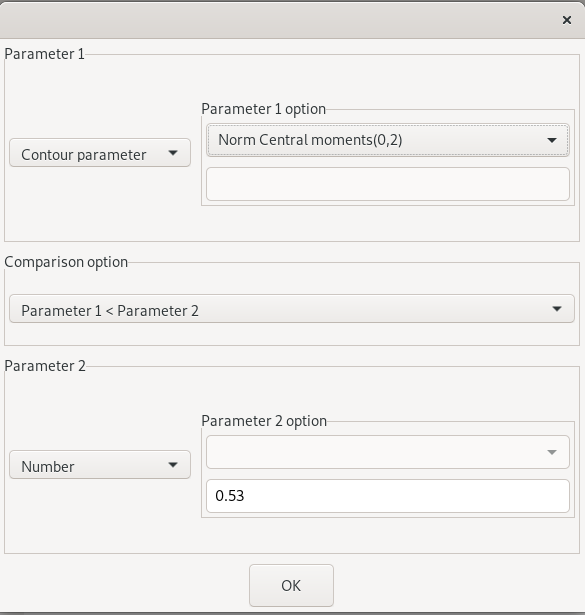 Parameter 1
Parameter 1 option
Norm Central moments(0,2)
Contour parameter
Comparison option
Parameter 1 < Parameter 2
Parameter 2
Parameter 2 option
Number
0.53
OK